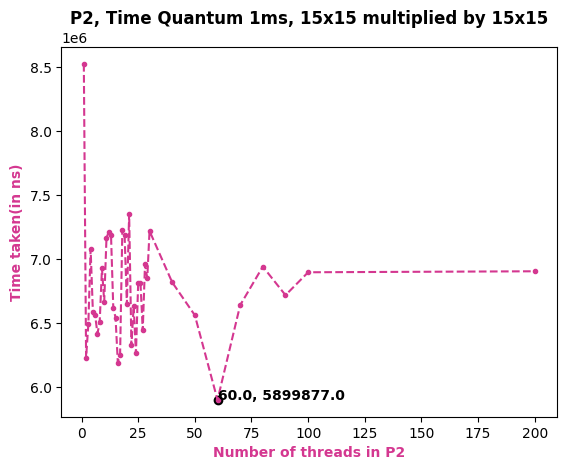 P2, Time Quantum 1ms, 15x15 multiplied by 15x15
1e6
8.5
8.0
7.5
7.0
6.5
6.0
Time taken(in ns)
60.0, 5899877.0
0 25 50 75 100 125 150 175 200
Number of threads in P2